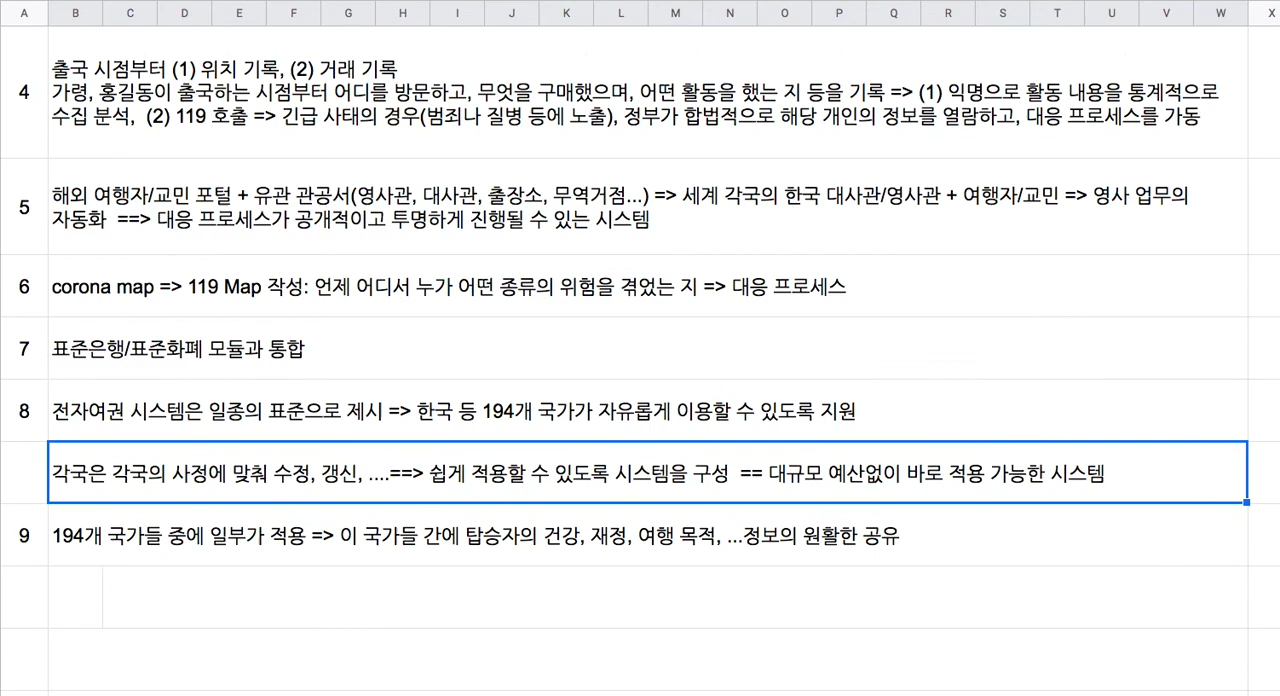 A B C D E F G H I J K L M N O P Q R S T U V W X
4 출국 시점부터 (1) 위치 기록, (2) 거래 기록
가령, 홍길동이 출국하는 시점부터 어디를 방문하고, 무엇을 구매했으며, 어떤 활동을 했는 지 등을 기록 => (1) 익명으로 활동 내용을 통계적으로
수집 분석, (2) 119 호출 => 긴급 사태의 경우(범죄나 질병 등에 노출), 정부가 합법적으로 해당 개인의 정보를 열람하고, 대응 프로세스를 가동
5 해외 여행자/교민 포털 + 유관 관공서(영사관, 대사관, 출장소, 무역거점...) => 세계 각국의 한국 대사관/영사관 + 여행자/교민 => 영사 업무의
자동화 ==> 대응 프로세스가 공개적이고 투명하게 진행될 수 있는 시스템
6 corona map => 119 Map 작성: 언제 어디서 누가 어떤 종류의 위험을 겪었는 지 => 대응 프로세스
7 표준은행/표준화폐 모듈과 통합
8 전자여권 시스템은 일종의 표준으로 제시 => 한국 등 194개 국가가 자유롭게 이용할 수 있도록 지원
각국은 각국의 사정에 맞춰 수정, 갱신, ....==> 쉽게 적용할 수 있도록 시스템을 구성 == 대규모 예산없이 바로 적용 가능한 시스템
9 194개 국가들 중에 일부가 적용 => 이 국가들 간에 탑승자의 건강, 재정, 여행 목적, ...정보의 원활한 공유